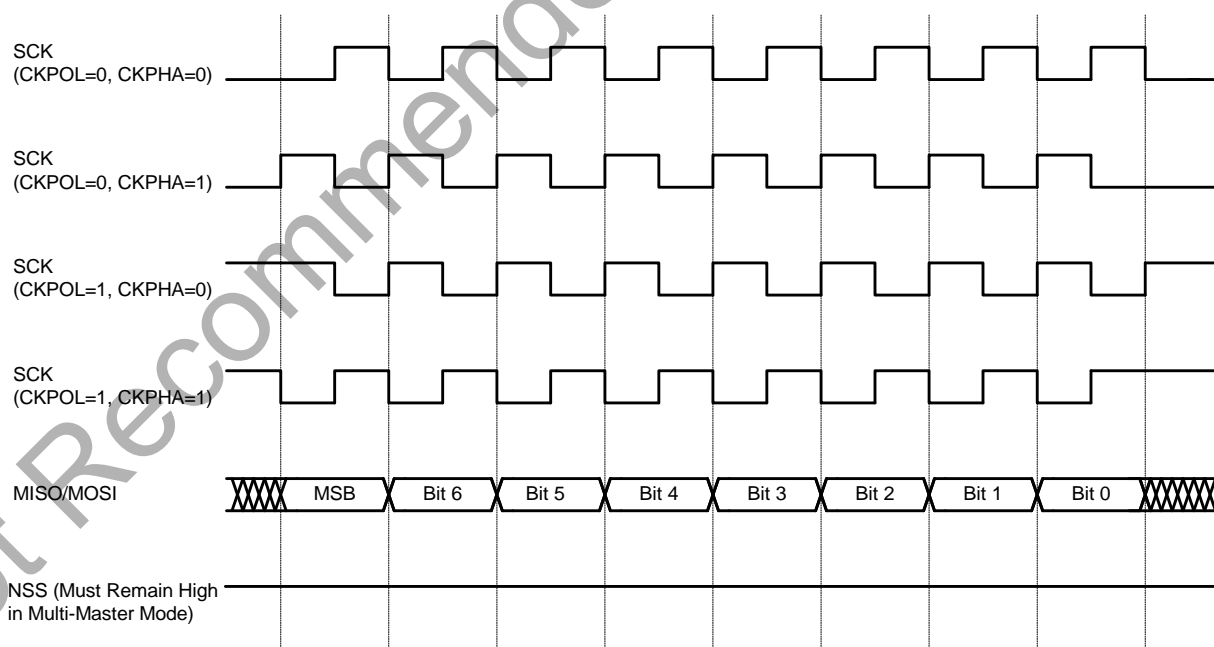 SCK
(CKPOL=0, CKPHA=0)
SCK
(CKPOL=0, CKPHA=1)
SCK
(CKPOL=1, CKPHA=0)
SCK
(CKPOL=1, CKPHA=1)
MISO/MOSI
MSB Bit 6 Bit 5 Bit 4 Bit 3 Bit 2 Bit 1 Bit 0
NSS (Must Remain High
in Multi-Master Mode)
Recommende